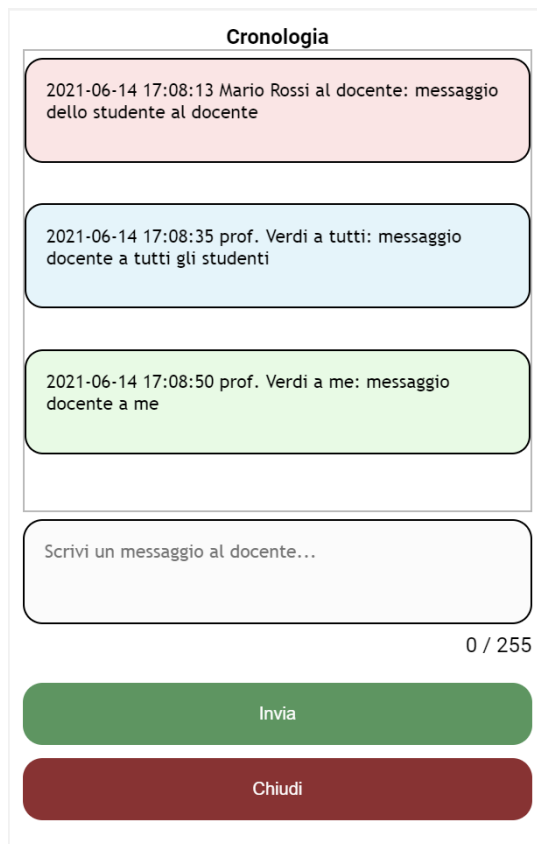 Cronologia
2021-06-14 17:08:13 Mario Rossi al docente: messaggio
dello studente al docente
2021-06-14 17:08:35 prof. Verdi a tutti: messaggio
docente a tutti gli studenti
2021-06-14 17:08:50 prof. Verdi a me: messaggio
docente a me
Scrivi un messaggio al docente...
0 / 255
Invia
Chiudi